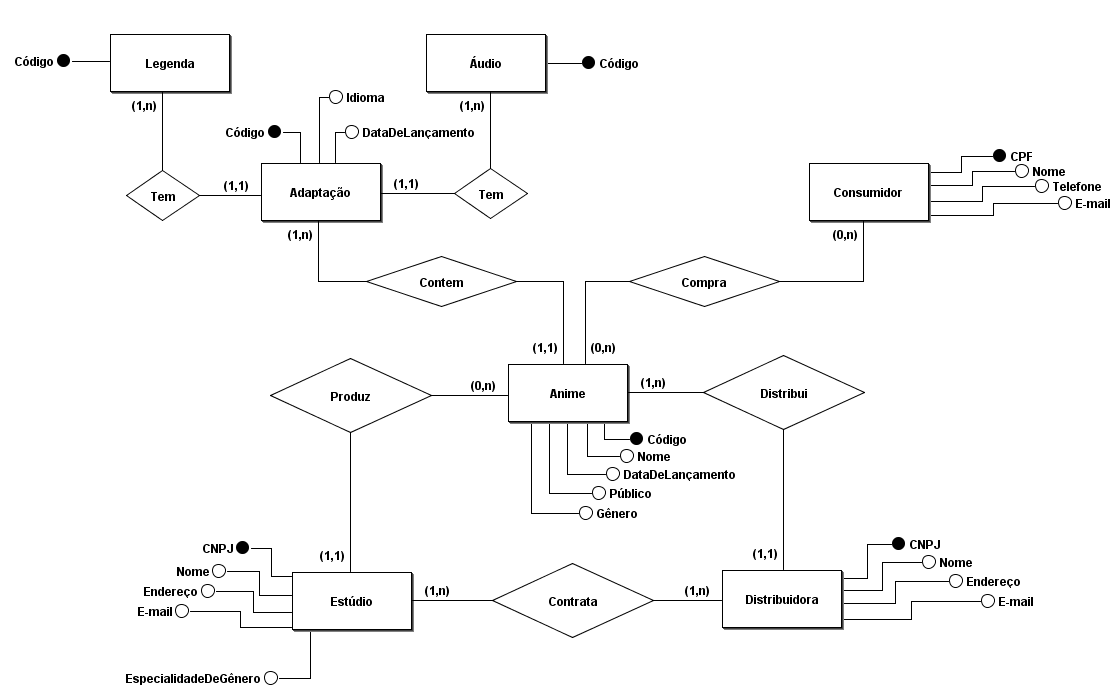 Código
Legenda
Áudio
Código
(1,n)
(1,n)
Idioma
Código
DataDeLançamento
Tem
(1,1)
Adaptação
(1,1)
Tem
(1,n)
CPF
Nome
Consumidor
Telefone
E-mail
(0,n)
Contem
Compra
(1,1)
(0,n)
Produz
(0,n)
Anime
(1,n)
Distribui
Código
Nome
DataDeLançamento
Público
Gênero
(1,1)
(1,1)
CNPJ
Nome
Endereço
E-mail
Estúdio
(1,n)
Contrata
(1,n)
Distribuidora
CNPJ
Nome
Endereço
E-mail
EspecialidadeDeGênero